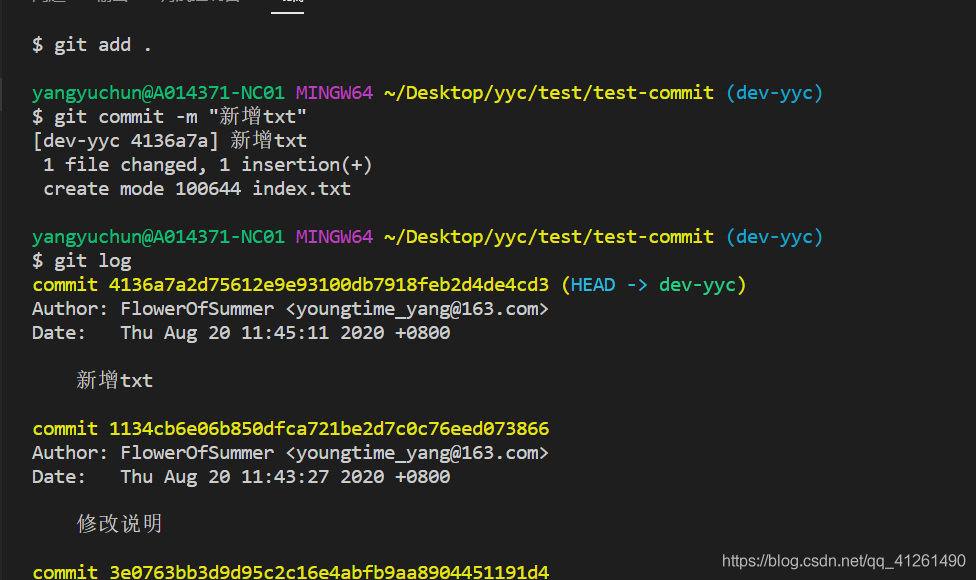 $ git add .
yangyuchun@A014371-NC01 MINGW64 ~/Desktop/yyc/test/test-commit (dev-yyc)
$ git commit -m "新增txt"
[dev-yyc 4136a7a] 新增txt
 1 file changed, 1 insertion(+)
 create mode 100644 index.txt
yangyuchun@A014371-NC01 MINGW64 ~/Desktop/yyc/test/test-commit (dev-yyc)
$ git log
commit 4136a7a2d75612e9e93100db7918feb2d4de4cd3 (HEAD -> dev-yyc)
Author: FlowerOfSummer <youngtime_yang@163.com>
Date:   Thu Aug 20 11:45:11 2020 +0800
    新增txt
commit 1134cb6e06b850dfca721be2d7c0c76eed073866
Author: FlowerOfSummer <youngtime_yang@163.com>
Date:   Thu Aug 20 11:43:27 2020 +0800
    修改说明
commit 3e0763bb3d9d95c2c16e4abfb9aa8904451191d4
https://blog.csdn.net/qq_41261490